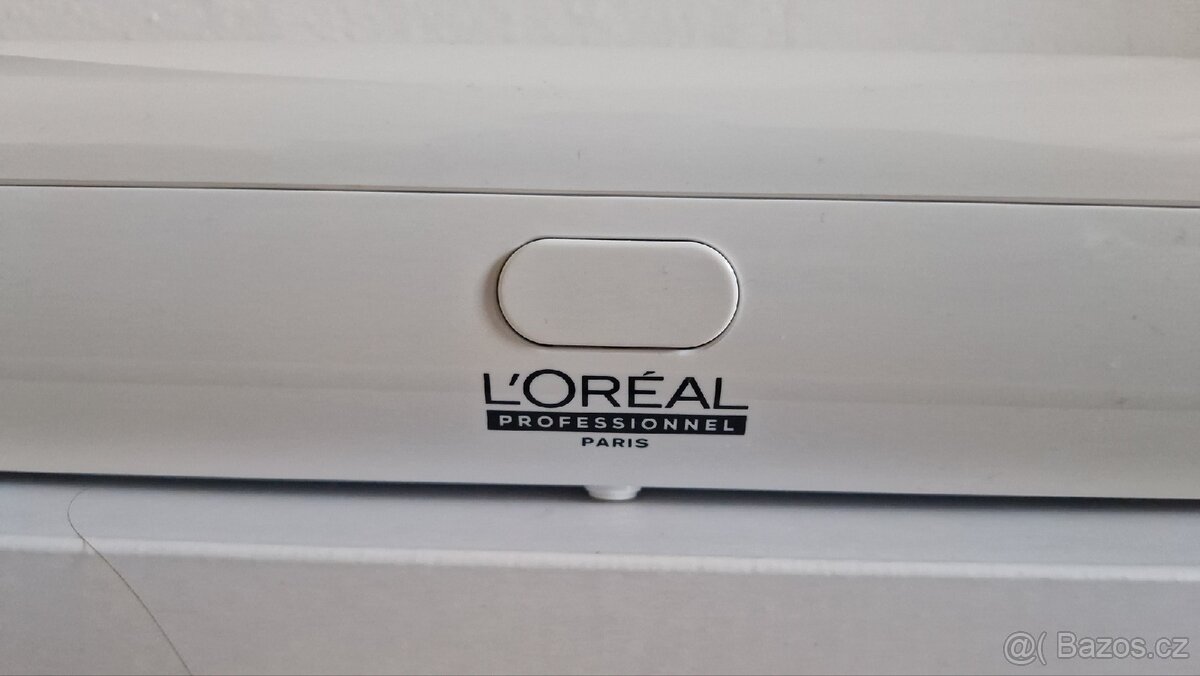 L'ORÉAL
PROFESSIONNEL
PARIS
@( Bazos.cz